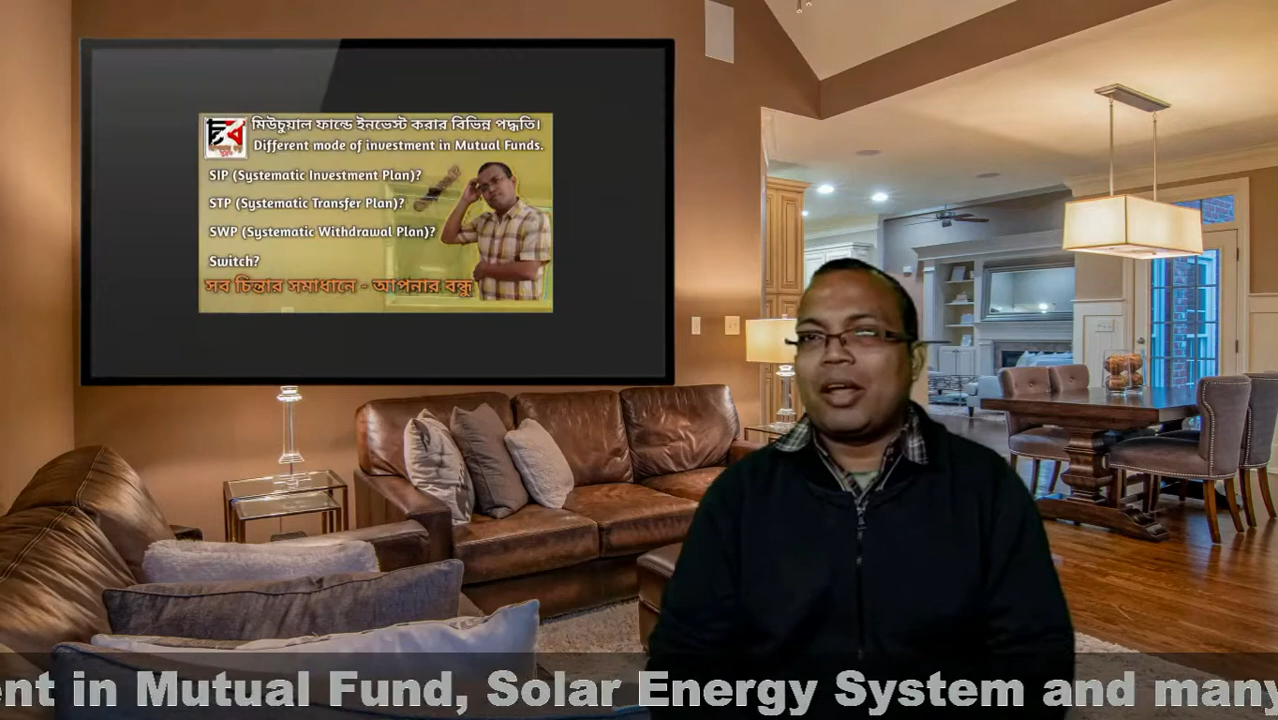 মিউচুয়াল ফান্ডে ইনভেস্ট করার বিভিন্ন পদ্ধতি।
Different mode of investment in Mutual Funds.
SIP (Systematic Investment Plan)?
STP (Systematic Transfer Plan)?
SWP (Systematic Withdrawal Plan)?
Switch?
সব চিন্তার সমাধানে - আপনার বন্ধু
ent in Mutual Fund, Solar Energy System and many